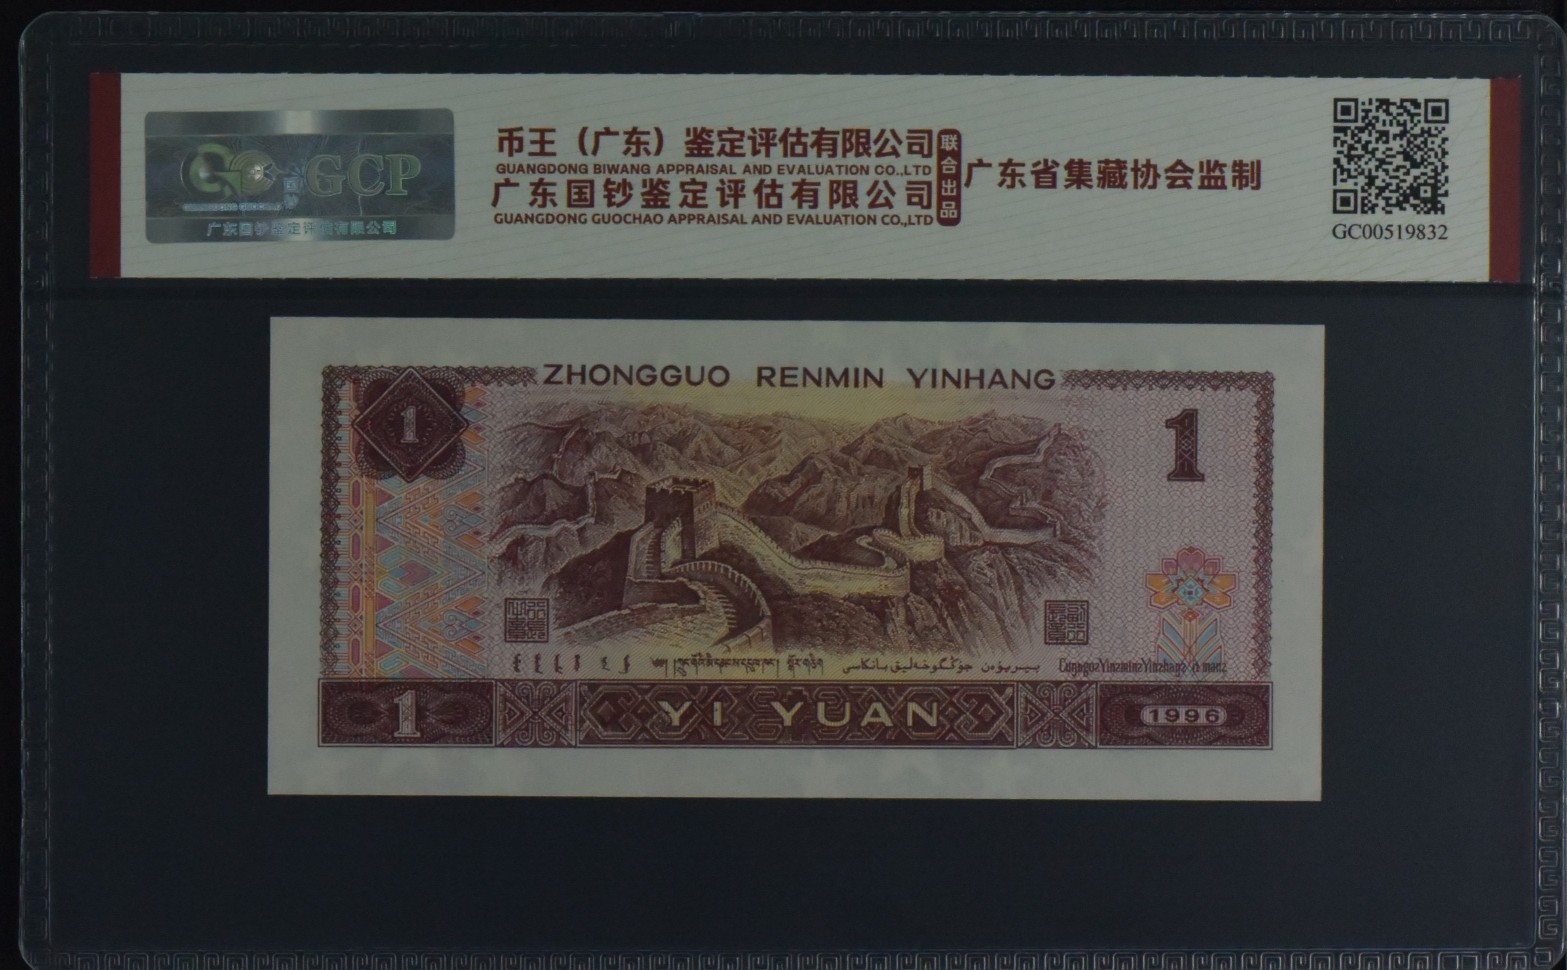 GCP
广东国钞鉴定评估有限公司
币王（广东）鉴定评估有限公司
GUANGDONG BIWANG APPRAISAL AND EVALUATION CO.,LTD
广东国钞鉴定评估有限公司
GUANGDONG GUOCHAO APPRAISAL AND EVALUATION CO.,LTD
联合出品
广东省集藏协会监制
GC00519832
ZHONGGUO RENMIN YINHANG
1
1
1
YI YUAN
1996